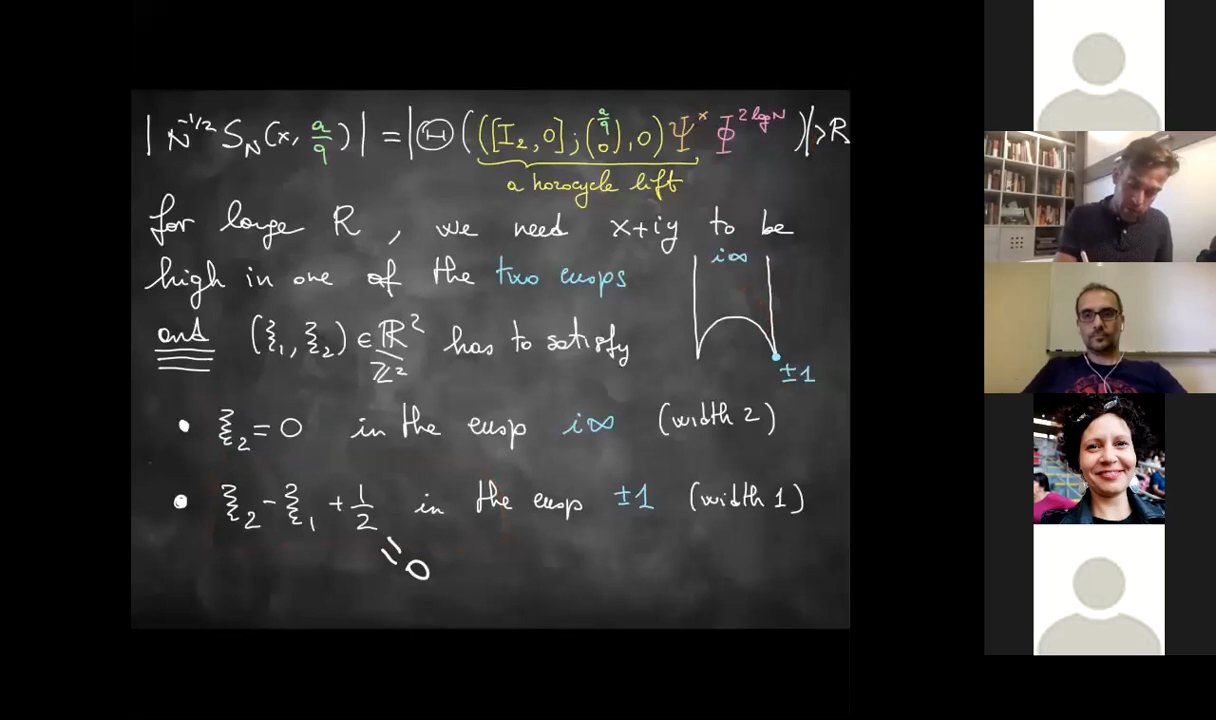 | N^{-1/2} S_N(x, a/q) | = | Θ( ([I_2, 0]; (a/q 0), 0) Ψ^x Φ^{2 log N} ) | > R
a horocycle lift
for large R, we need x+iy to be
high in one of the two cusps
i∞
and (ξ_1, ξ_2) ∈ ℝ^2/ℤ^2 has to satisfy
±1
• ξ_2 = 0 in the cusp i∞ (width 2)
• ξ_2 - ξ_1 + 1/2 in the cusp ±1 (width 1)
= 0